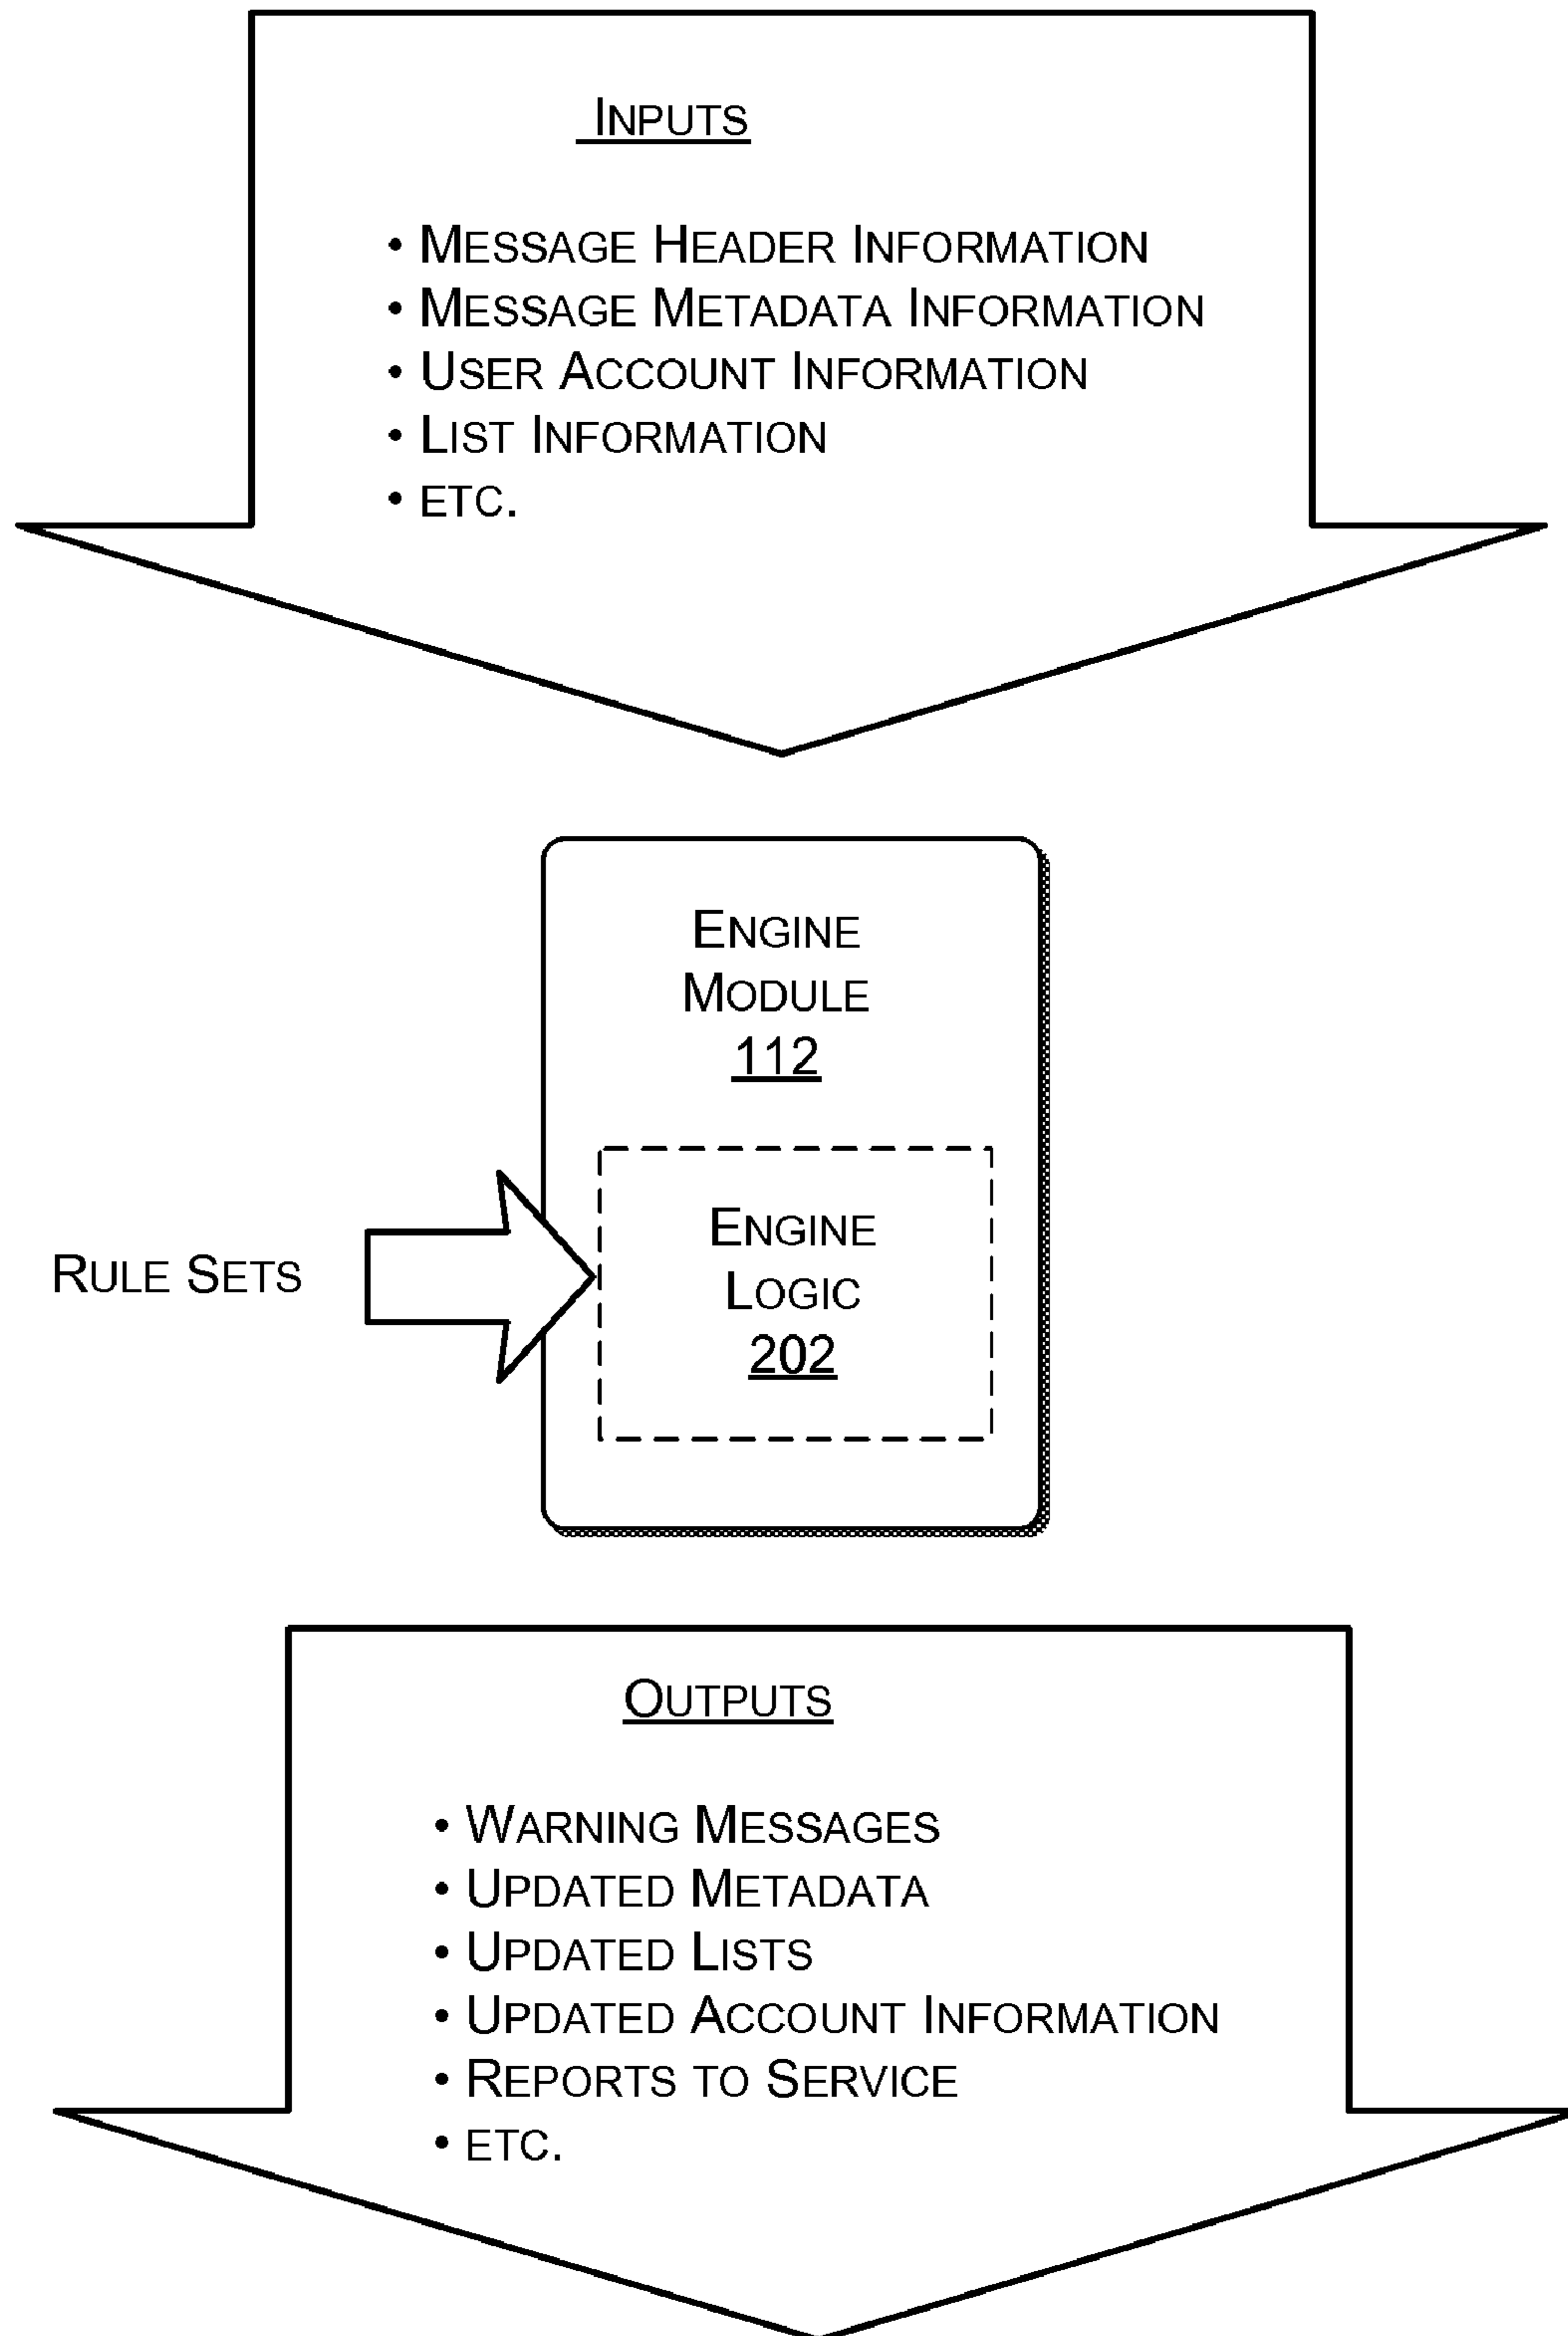 INPUTS
• MESSAGE HEADER INFORMATION
• MESSAGE METADATA INFORMATION
• USER ACCOUNT INFORMATION
• LIST INFORMATION
• ETC.
ENGINE
MODULE
112
RULE SETS
ENGINE
LOGIC
202
OUTPUTS
• WARNING MESSAGES
• UPDATED METADATA
• UPDATED LISTS
• UPDATED ACCOUNT INFORMATION
• REPORTS TO SERVICE
• ETC.